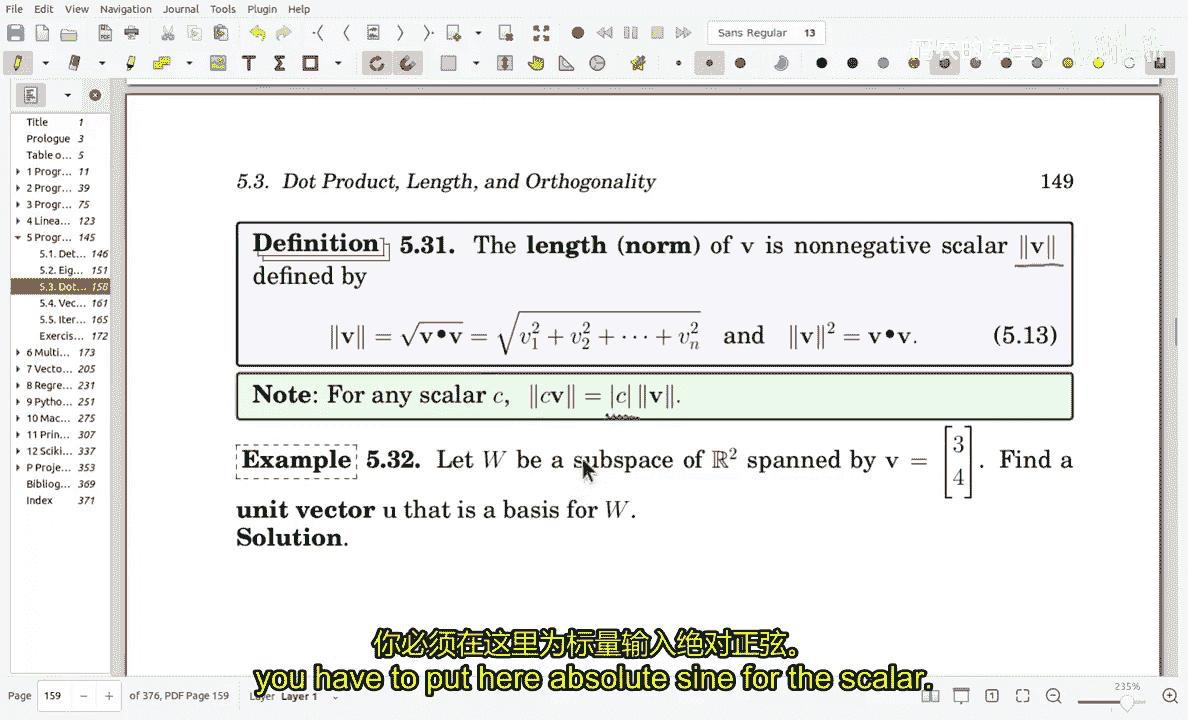 File Edit View Navigation Journal Tools Plugin Help
Sans Regular 13
Title 1
Prologue 3
Table o... 5
1 Progr... 11
2 Progr... 39
3 Progr... 75
4 Linea... 123
5 Progr... 145
5.1. Det... 146
5.2. Eig... 151
5.3. Dot... 158
5.4. Vec... 161
5.5. Iter... 165
Exercis... 172
6 Multi... 173
7 Vecto... 205
8 Regre... 231
9 Pytho... 251
10 Mac... 275
11 Prin... 307
12 Sciki... 337
P Proje... 353
Bibliog... 369
Index 371
5.3. Dot Product, Length, and Orthogonality 149
Definition 5.31. The length (norm) of v is nonnegative scalar ‖v‖
defined by
‖v‖ = √v•v = √v₁² + v₂² + ⋯ + vₙ² and ‖v‖² = v•v. (5.13)
Note: For any scalar c, ‖cv‖ = |c| ‖v‖.
Example 5.32. Let W be a subspace of ℝ² spanned by v = [3 4]. Find a
unit vector u that is a basis for W.
Solution.
你必须在这里为标量输入绝对正弦。
you have to put here absolute sine for the scalar.
Page 159 − + of 376, PDF Page 159 Layer Layer 1 235%